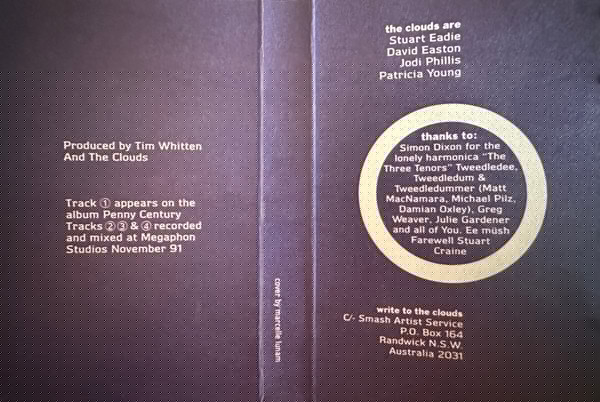 Produced by Tim Whitten
And The Clouds
Track ① appears on the
album Penny Century
Tracks ② ③ & ④ recorded
and mixed at Megaphon
Studios November 91
cover by marcelle lunam
the clouds are
Stuart Eadie
David Easton
Jodi Phillis
Patricia Young
thanks to:
Simon Dixon for the
lonely harmonica "The
Three Tenors" Tweedledee,
Tweedledum &
Tweedledummer (Matt
MacNamara, Michael Pilz,
Damian Oxley), Greg
Weaver, Julie Gardener
and all of You. Ee müsh
Farewell Stuart
Craine
write to the clouds
C/- Smash Artist Service
P.O. Box 164
Randwick N.S.W.
Australia 2031